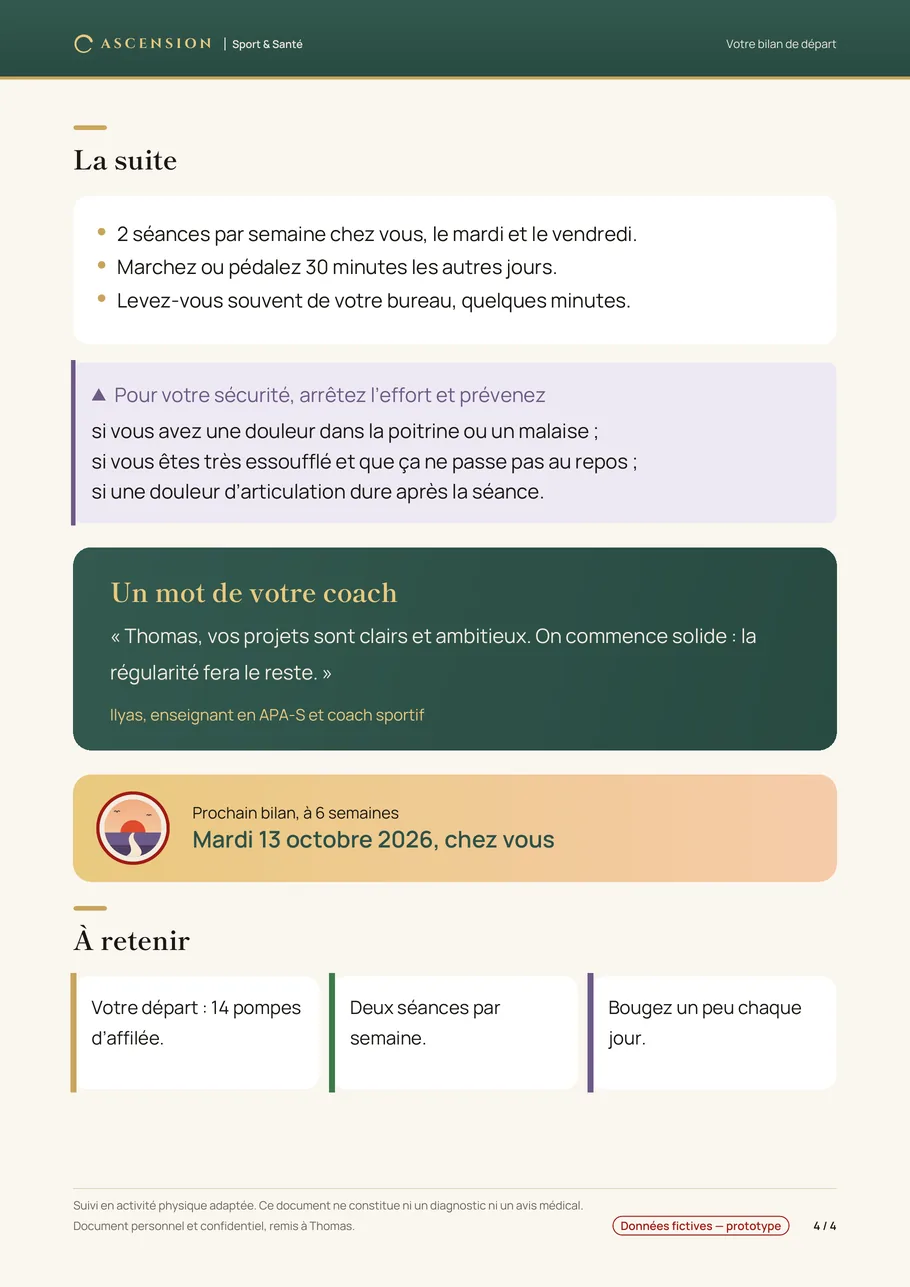 ASCENSION | Sport & Santé
Votre bilan de départ
La suite
• 2 séances par semaine chez vous, le mardi et le vendredi.
• Marchez ou pédalez 30 minutes les autres jours.
• Levez-vous souvent de votre bureau, quelques minutes.
▲ Pour votre sécurité, arrêtez l’effort et prévenez
si vous avez une douleur dans la poitrine ou un malaise ;
si vous êtes très essoufflé et que ça ne passe pas au repos ;
si une douleur d’articulation dure après la séance.
Un mot de votre coach
« Thomas, vos projets sont clairs et ambitieux. On commence solide : la
régularité fera le reste. »
Ilyas, enseignant en APA-S et coach sportif
Prochain bilan, à 6 semaines
Mardi 13 octobre 2026, chez vous
À retenir
Votre départ : 14 pompes
d’affilée.
Deux séances par
semaine.
Bougez un peu chaque
jour.
Suivi en activité physique adaptée. Ce document ne constitue ni un diagnostic ni un avis médical.
Document personnel et confidentiel, remis à Thomas.
Données fictives — prototype
4 / 4